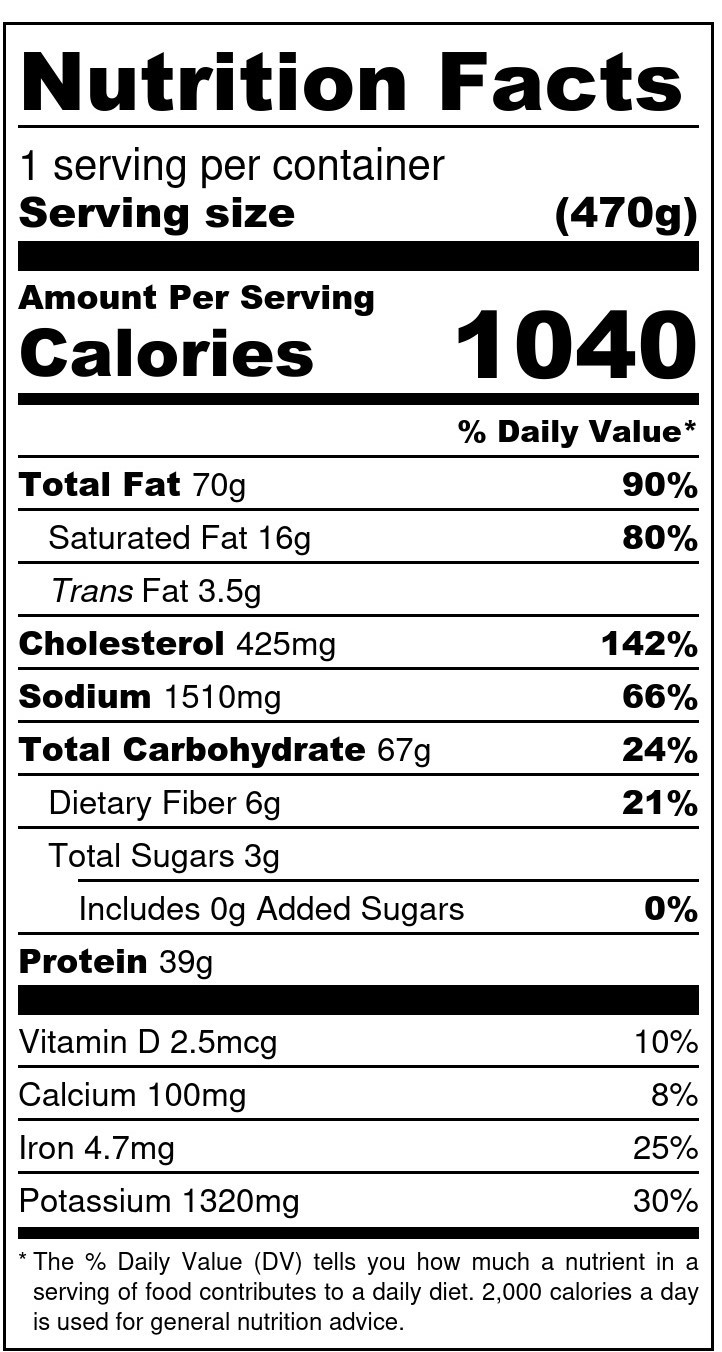 Nutrition Facts
1 serving per container
Serving size (470g)
Amount Per Serving
Calories 1040
% Daily Value*
Total Fat 70g 90%
Saturated Fat 16g 80%
Trans Fat 3.5g
Cholesterol 425mg 142%
Sodium 1510mg 66%
Total Carbohydrate 67g 24%
Dietary Fiber 6g 21%
Total Sugars 3g
Includes 0g Added Sugars 0%
Protein 39g
Vitamin D 2.5mcg 10%
Calcium 100mg 8%
Iron 4.7mg 25%
Potassium 1320mg 30%
* The % Daily Value (DV) tells you how much a nutrient in a
serving of food contributes to a daily diet. 2,000 calories a day
is used for general nutrition advice.